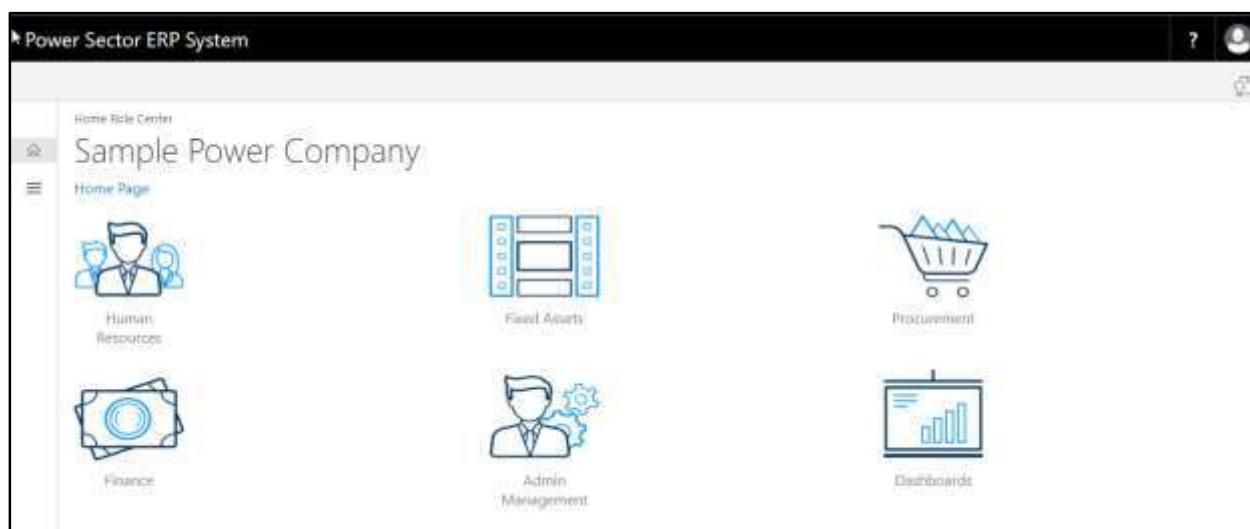 Power Sector ERP System
?
Home Role Center
Sample Power Company
Home Page
Human
Resources
Fixed Assets
Procurement
Finance
Admin
Management
Dashboards